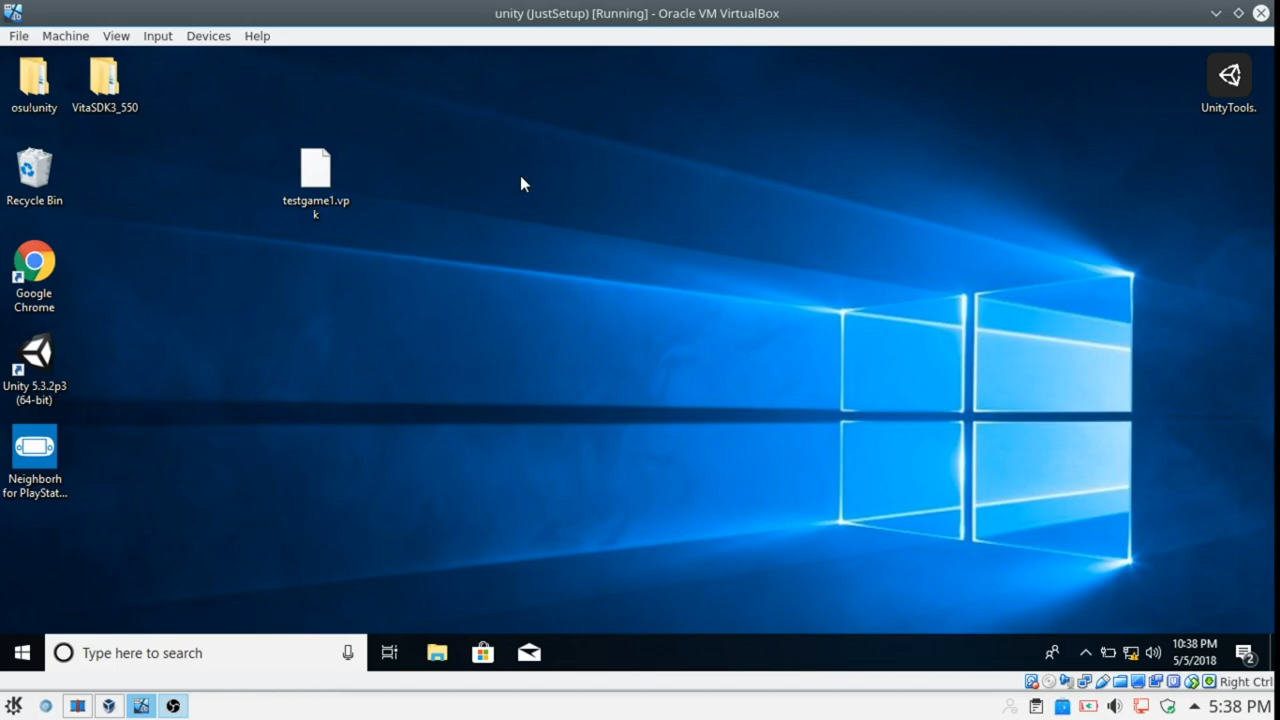 unity (JustSetup) [Running] - Oracle VM VirtualBox
File Machine View Input Devices Help
osu!unity
VitaSDK3_550
UnityTools.
Recycle Bin
testgame1.vp
k
Google
Chrome
Unity 5.3.2p3
(64-bit)
Neighborh
for PlayStat...
Type here to search
10:38 PM
5/5/2018
2
Right Ctrl
5:38 PM